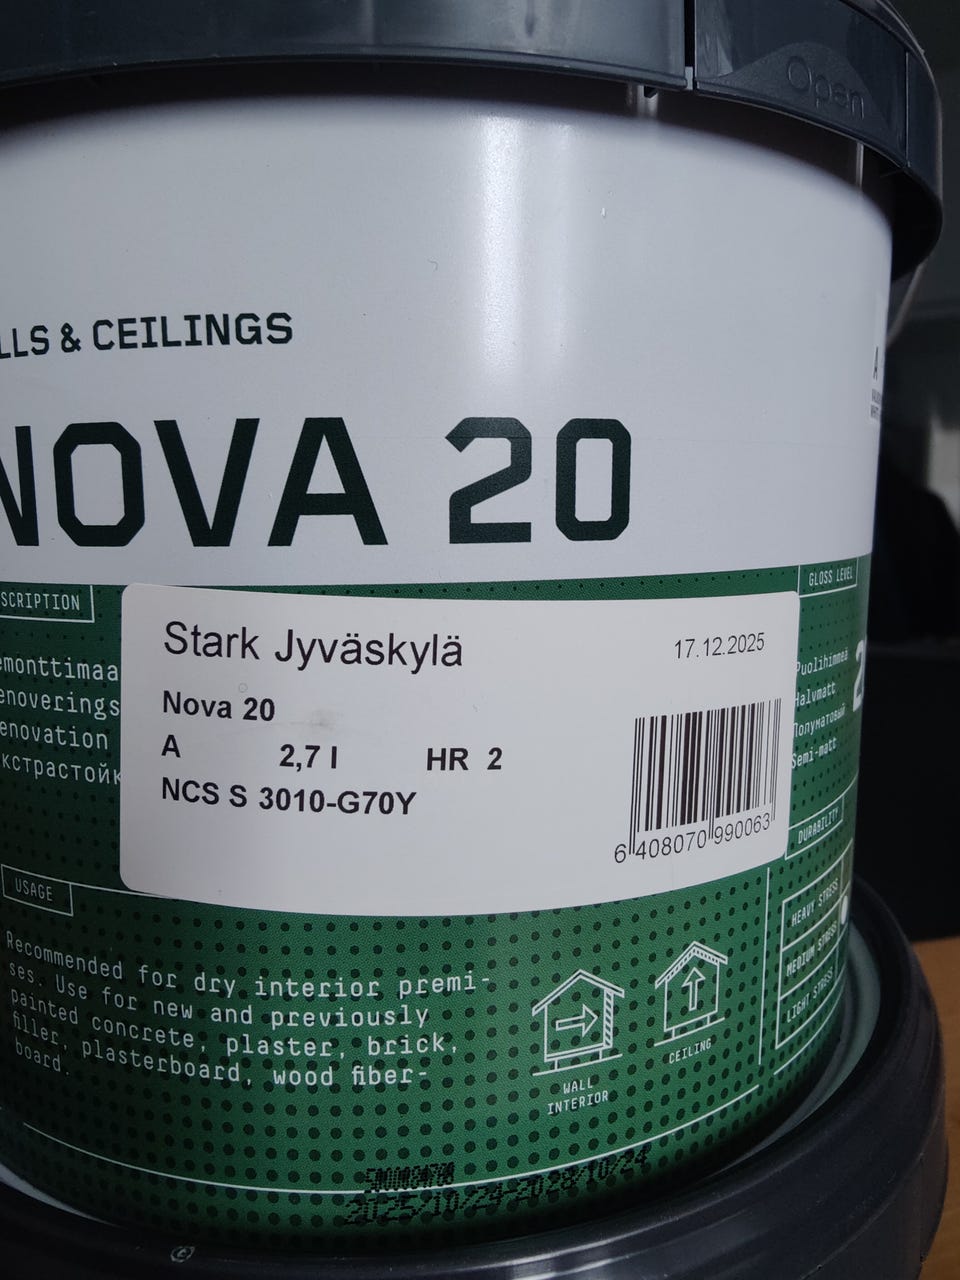 Open
LLS & CEILINGS
NOVA 20
SCRIPTION
GLOSS LEVEL
emonttimaa
enoverings
enovation
кстрастойк
Stark Jyväskylä
17.12.2025
Nova 20
A 2,7 l HR 2
NCS S 3010-G70Y
6 408070 990063
Puolihimmeä
Halvmatt
Полуматовый
Semi-matt
2
DURABILITY
HEAVY STRESS
MEDIUM STRESS
LIGHT STRESS
USAGE
Recommended for dry interior premi-
ses. Use for new and previously
painted concrete, plaster, brick,
filler, plasterboard, wood fiber-
board.
WALL
INTERIOR
CEILING
2025/10/24-2028/10/24